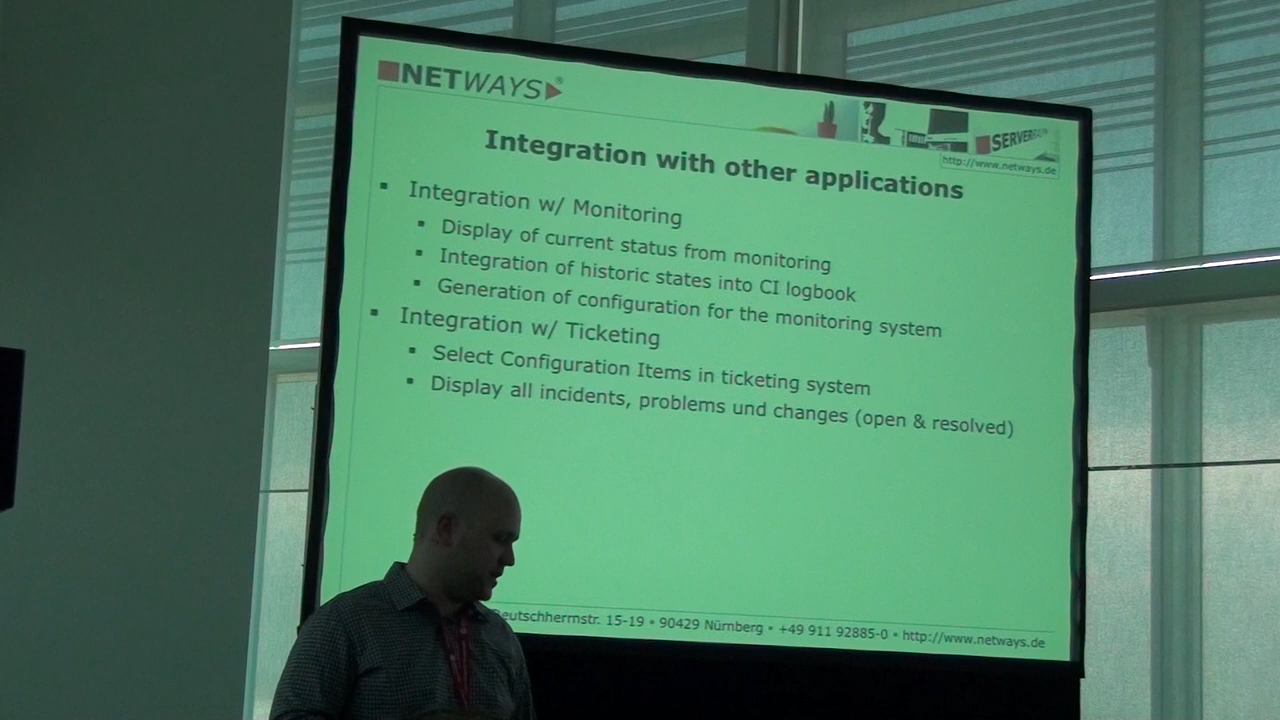 NETWAYS®
SERVER
http://www.netways.de
Integration with other applications
Integration w/ Monitoring
Display of current status from monitoring
Integration of historic states into CI logbook
Generation of configuration for the monitoring system
Integration w/ Ticketing
Select Configuration Items in ticketing system
Display all incidents, problems und changes (open & resolved)
Deutschherrnstr. 15-19 • 90429 Nürnberg • +49 911 92885-0 • http://www.netways.de